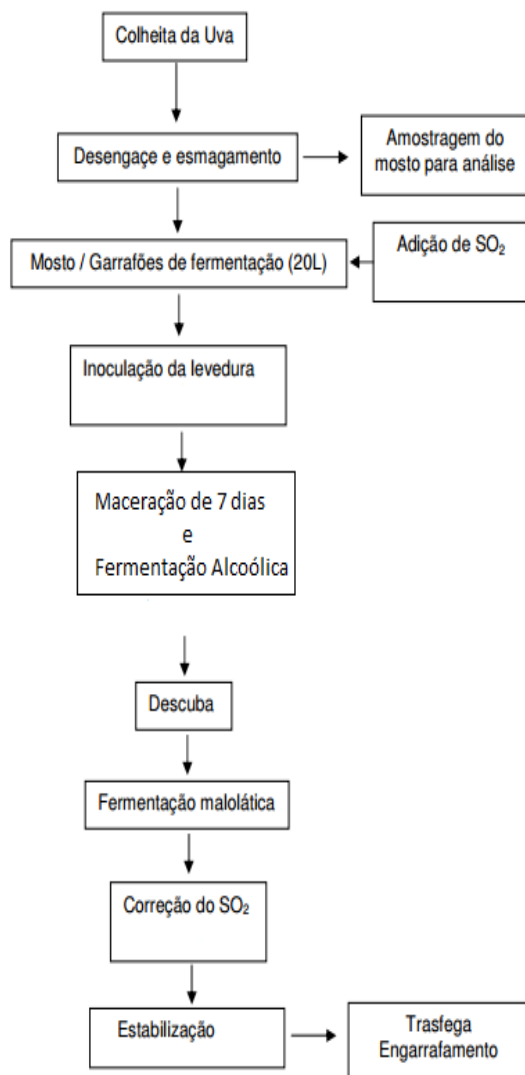 Colheita da Uva
Desengaçe e esmagamento
Amostragem do
mosto para análise
Mosto / Garrafões de fermentação (20L)
Adição de SO₂
Inoculação da levedura
Maceração de 7 dias
e
Fermentação Alcoólica
Descuba
Fermentação malolática
Correção do SO₂
Estabilização
Trasfega
Engarrafamento